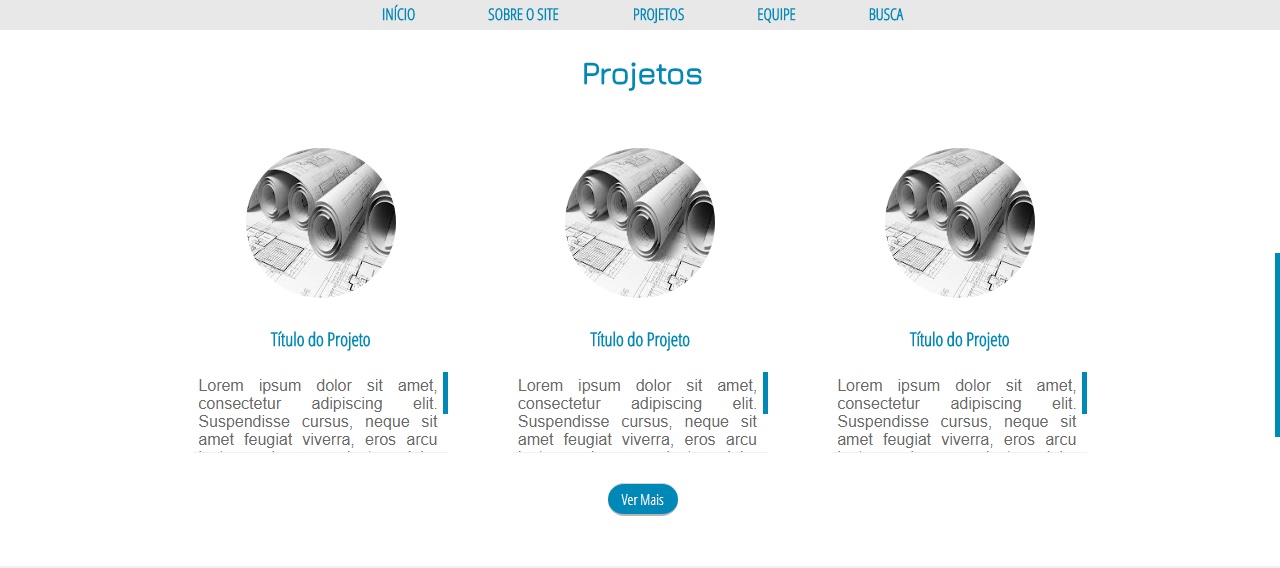 INÍCIO SOBRE O SITE PROJETOS EQUIPE BUSCA
Projetos
Título do Projeto
Lorem ipsum dolor sit amet,
consectetur adipiscing elit.
Suspendisse cursus, neque sit
amet feugiat viverra, eros arcu
Título do Projeto
Lorem ipsum dolor sit amet,
consectetur adipiscing elit.
Suspendisse cursus, neque sit
amet feugiat viverra, eros arcu
Título do Projeto
Lorem ipsum dolor sit amet,
consectetur adipiscing elit.
Suspendisse cursus, neque sit
amet feugiat viverra, eros arcu
Ver Mais